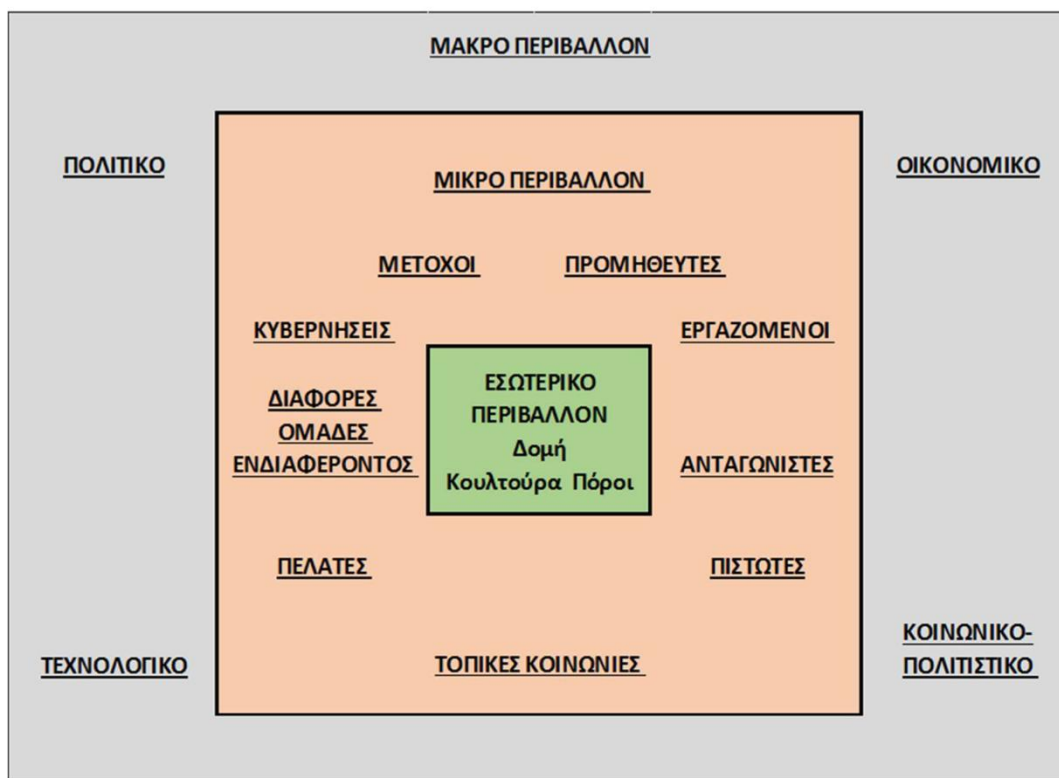 ΜΑΚΡΟ ΠΕΡΙΒΑΛΛΟΝ
ΠΟΛΙΤΙΚΟ
ΟΙΚΟΝΟΜΙΚΟ
ΜΙΚΡΟ ΠΕΡΙΒΑΛΛΟΝ
ΜΕΤΟΧΟΙ
ΠΡΟΜΗΘΕΥΤΕΣ
ΚΥΒΕΡΝΗΣΕΙΣ
ΕΡΓΑΖΟΜΕΝΟΙ
ΔΙΑΦΟΡΕΣ
ΟΜΑΔΕΣ
ΕΝΔΙΑΦΕΡΟΝΤΟΣ
ΕΣΩΤΕΡΙΚΟ
ΠΕΡΙΒΑΛΛΟΝ
Δομή
Κουλτούρα Πόροι
ΑΝΤΑΓΩΝΙΣΤΕΣ
ΠΕΛΑΤΕΣ
ΠΙΣΤΩΤΕΣ
ΤΕΧΝΟΛΟΓΙΚΟ
ΤΟΠΙΚΕΣ ΚΟΙΝΩΝΙΕΣ
ΚΟΙΝΩΝΙΚΟ-
ΠΟΛΙΤΙΣΤΙΚΟ